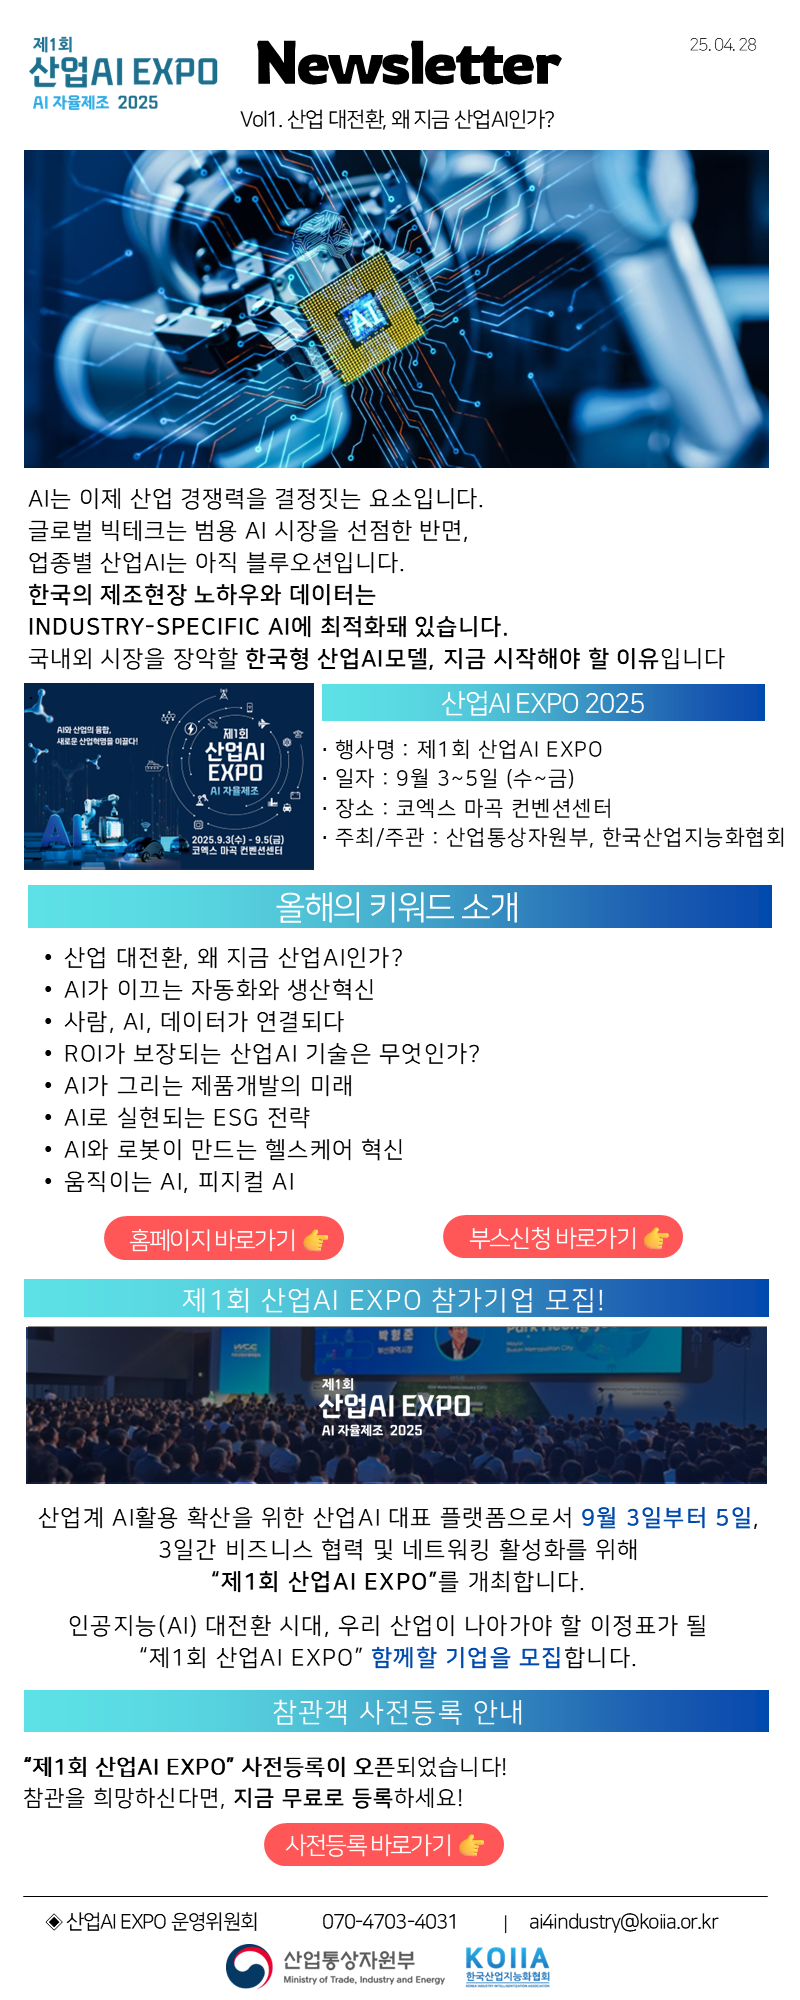 제1회
산업AI EXPO
AI 자율제조 2025
Newsletter
25. 04. 28
Vol1. 산업 대전환, 왜 지금 산업AI인가?
AI
AI는 이제 산업 경쟁력을 결정짓는 요소입니다.
글로벌 빅테크는 범용 AI 시장을 선점한 반면,
업종별 산업AI는 아직 블루오션입니다.
한국의 제조현장 노하우와 데이터는
INDUSTRY-SPECIFIC AI에 최적화돼 있습니다.
국내외 시장을 장악할 한국형 산업AI모델, 지금 시작해야 할 이유입니다
AI와 산업의 융합,
새로운 산업혁명을 이끌다!
제1회
산업AI
EXPO
AI 자율제조
AI
2025.9.3(수) - 9.5(금)
코엑스 마곡 컨벤션센터
산업AI EXPO 2025
· 행사명 : 제1회 산업AI EXPO
· 일자 : 9월 3~5일 (수~금)
· 장소 : 코엑스 마곡 컨벤션센터
· 주최/주관 : 산업통상자원부, 한국산업지능화협회
올해의 키워드 소개
• 산업 대전환, 왜 지금 산업AI인가?
• AI가 이끄는 자동화와 생산혁신
• 사람, AI, 데이터가 연결되다
• ROI가 보장되는 산업AI 기술은 무엇인가?
• AI가 그리는 제품개발의 미래
• AI로 실현되는 ESG 전략
• AI와 로봇이 만드는 헬스케어 혁신
• 움직이는 AI, 피지컬 AI
홈페이지 바로가기 👉
부스신청 바로가기 👉
제1회 산업AI EXPO 참가기업 모집!
WCE
박형준
부산광역시장
제1회
산업AI EXPO
AI 자율제조 2025
산업계 AI활용 확산을 위한 산업AI 대표 플랫폼으로서 9월 3일부터 5일,
3일간 비즈니스 협력 및 네트워킹 활성화를 위해
“제1회 산업AI EXPO”를 개최합니다.
인공지능(AI) 대전환 시대, 우리 산업이 나아가야 할 이정표가 될
“제1회 산업AI EXPO” 함께할 기업을 모집합니다.
참관객 사전등록 안내
“제1회 산업AI EXPO” 사전등록이 오픈되었습니다!
참관을 희망하신다면, 지금 무료로 등록하세요!
사전등록 바로가기 👉
◈ 산업AI EXPO 운영위원회 070-4703-4031 | ai4industry@koiia.or.kr
산업통상자원부
Ministry of Trade, Industry and Energy
KOIIA
한국산업지능화협회
KOREA INDUSTRY INTELLIGENTIZATION ASSOCIATION